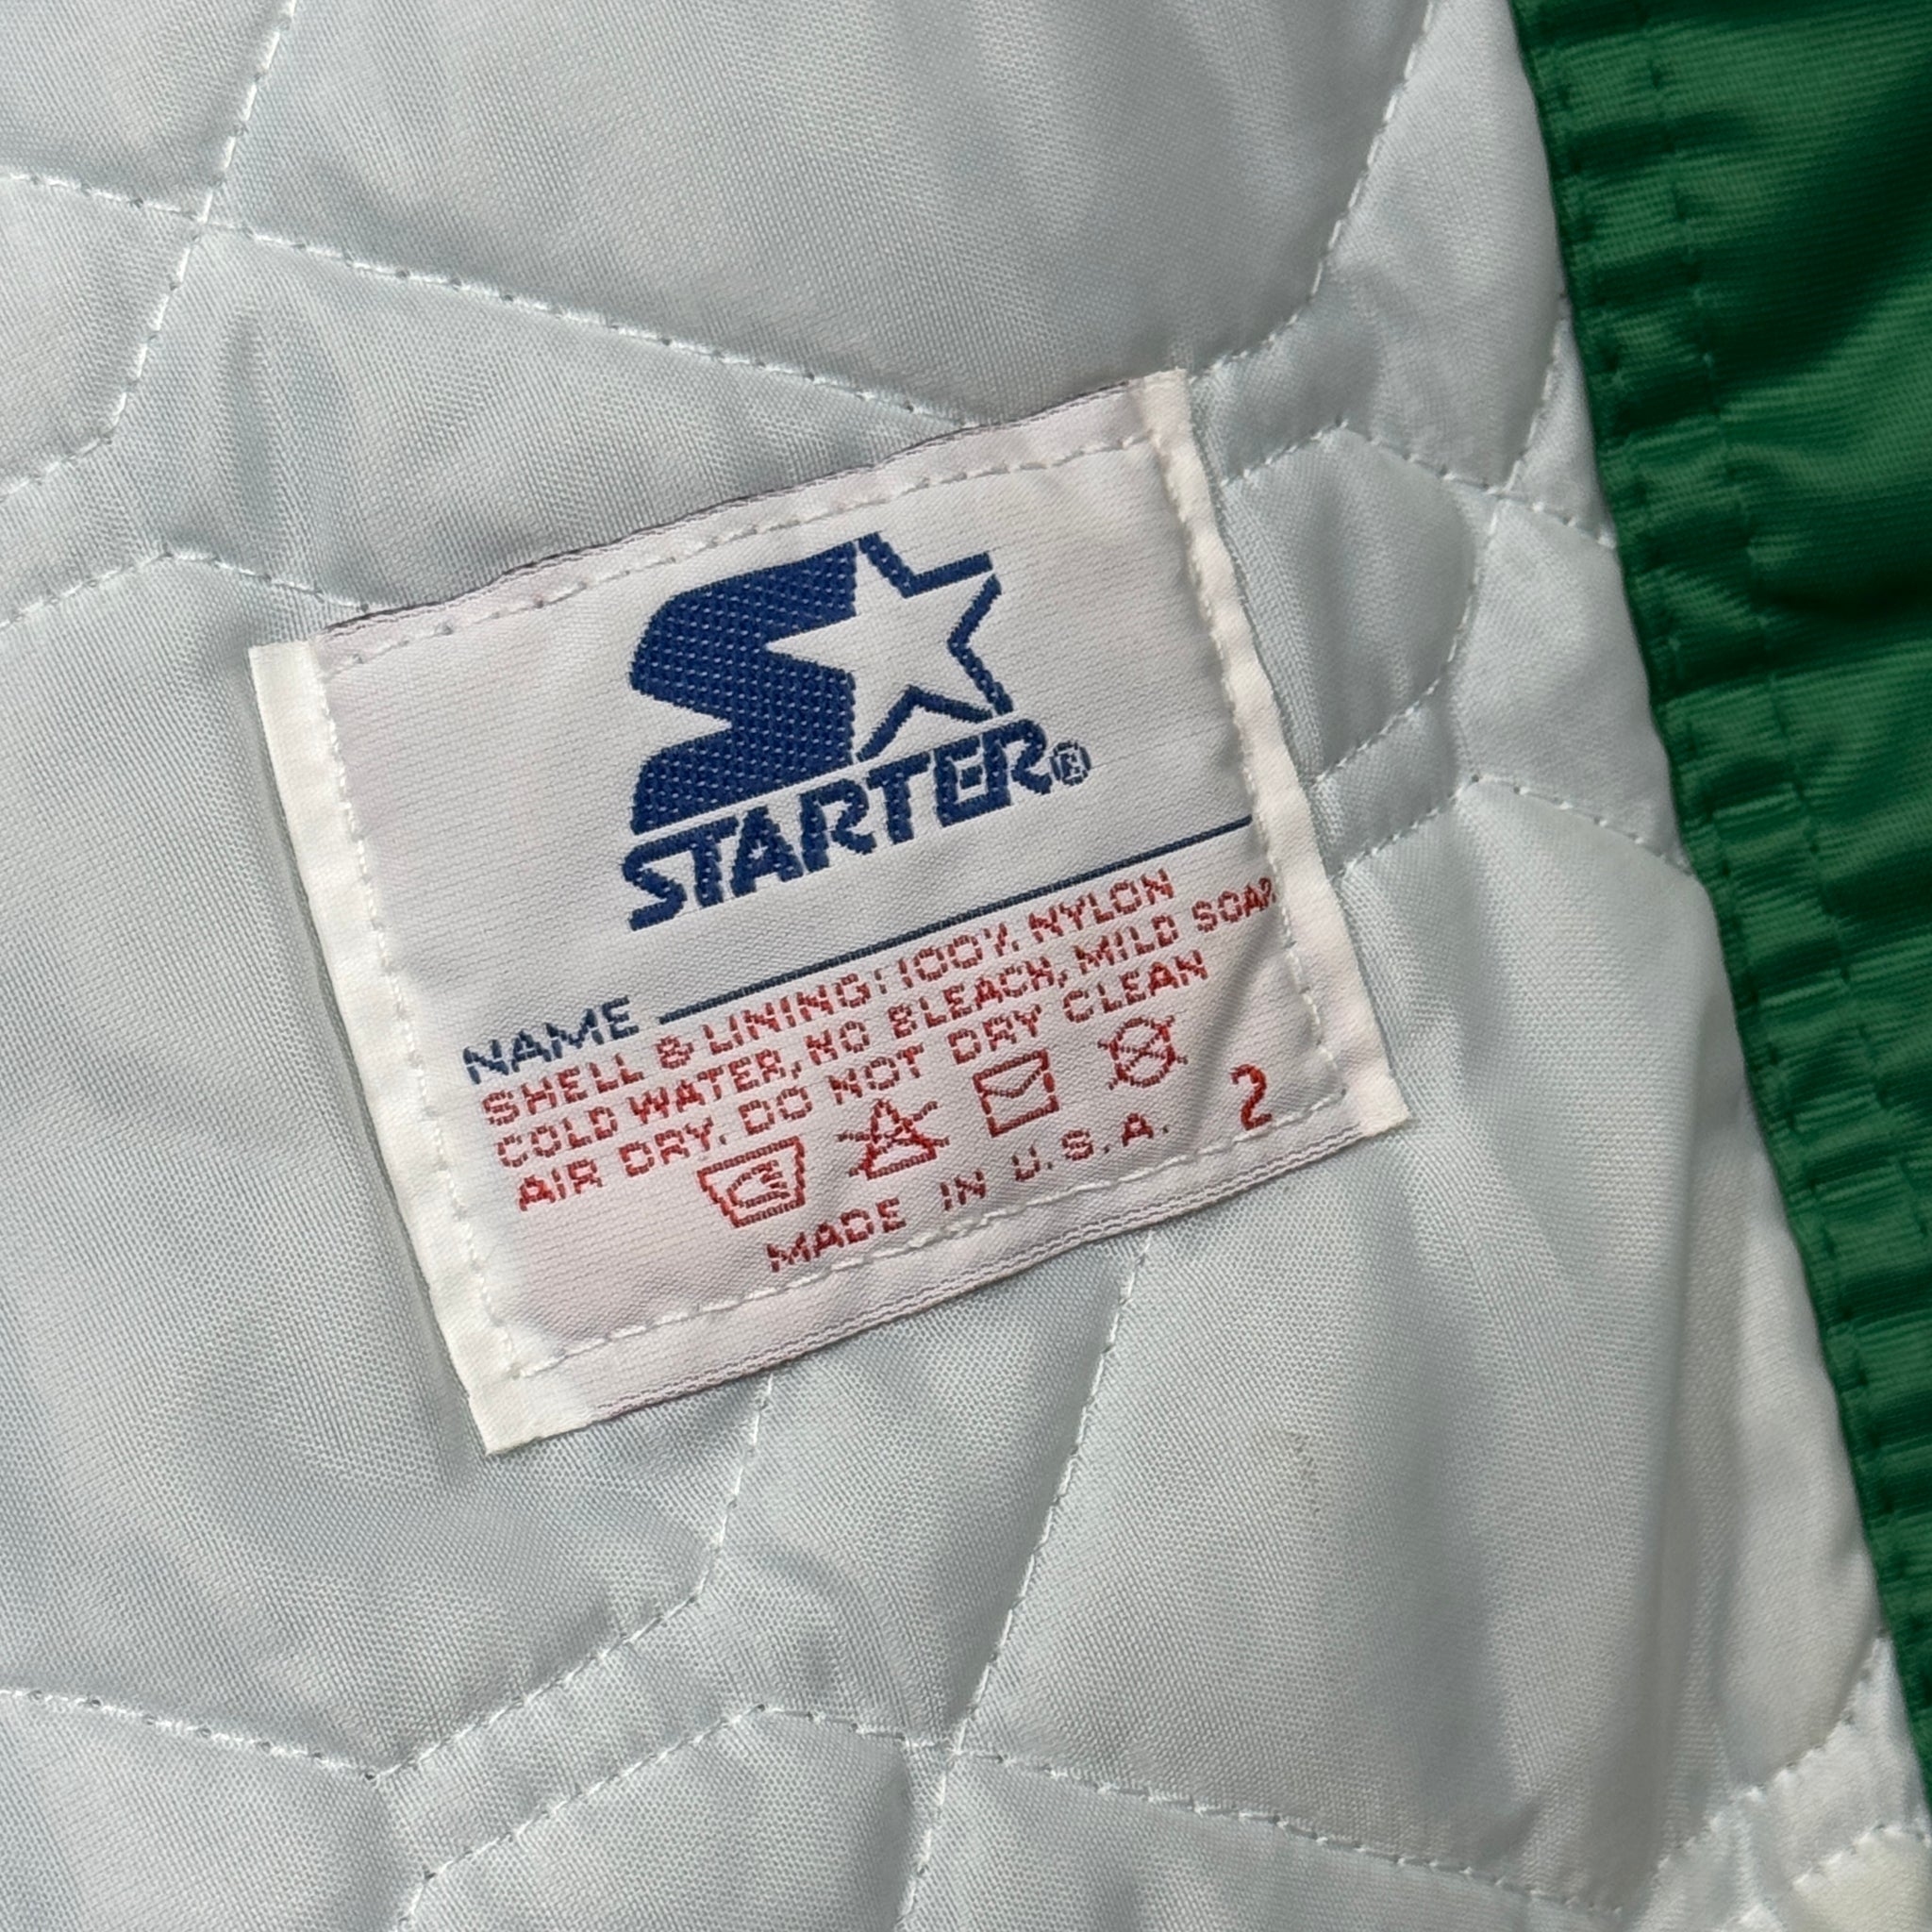 STARTER®
NAME
SHELL & LINING:100% NYLON
COLD WATER, NO BLEACH, MILD SOAP
AIR DRY. DO NOT DRY CLEAN
MADE IN U.S.A. 2